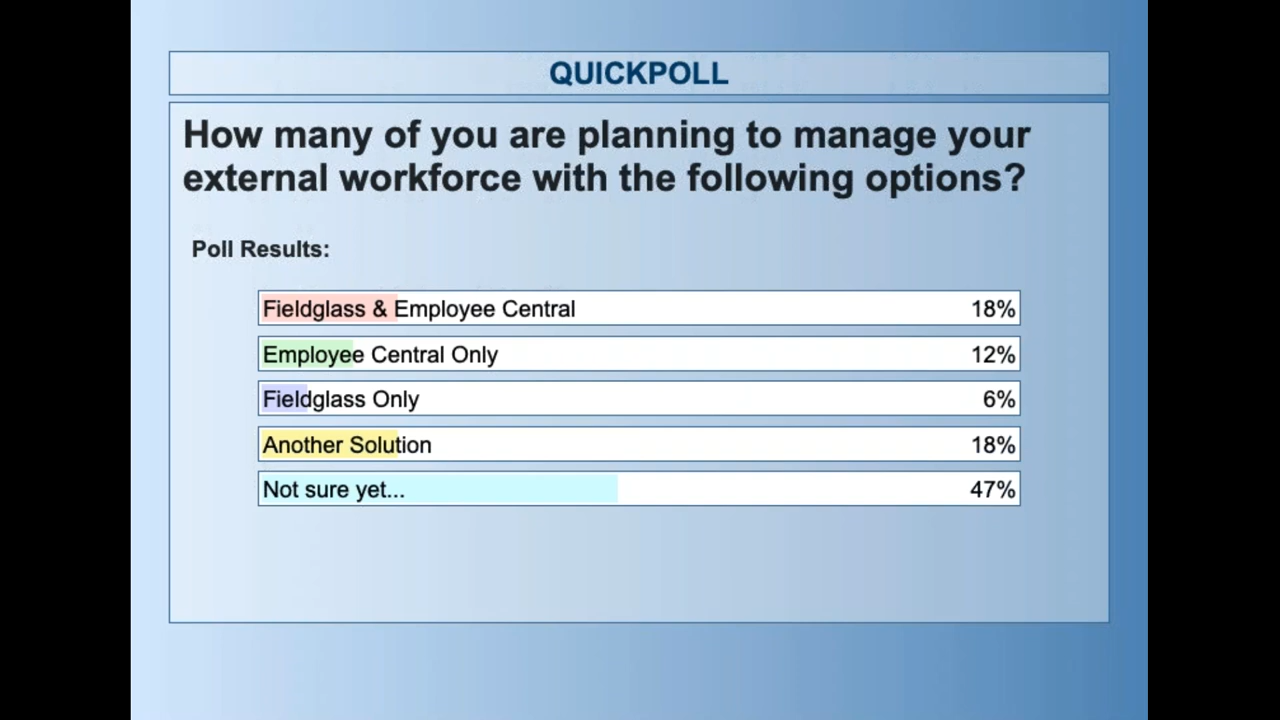 QUICKPOLL
How many of you are planning to manage your
external workforce with the following options?
Poll Results:
Fieldglass & Employee Central 18%
Employee Central Only 12%
Fieldglass Only 6%
Another Solution 18%
Not sure yet... 47%